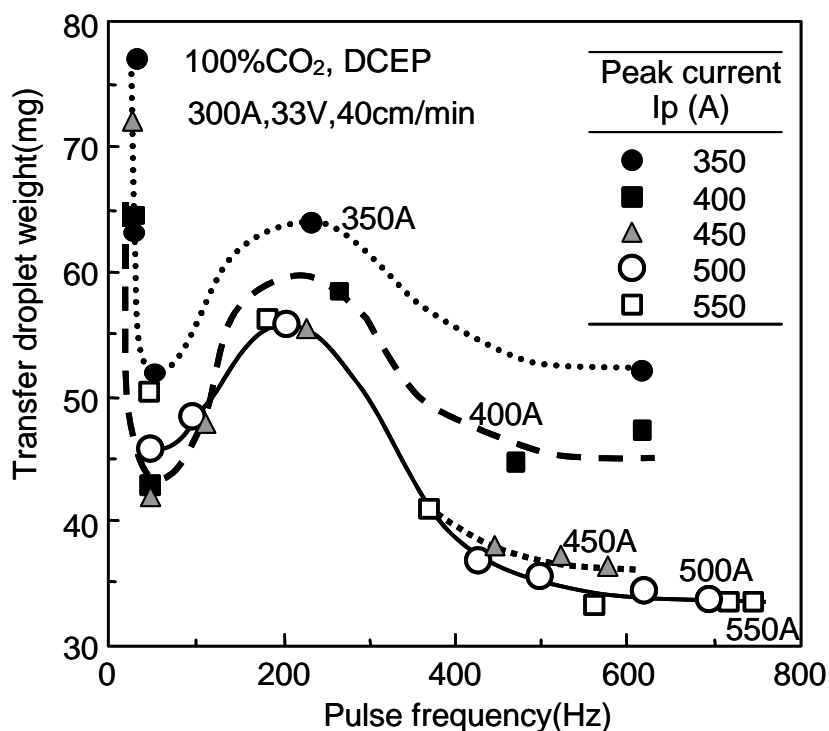 80
70
60
50
40
30
0
200
400
600
800
Transfer droplet weight(mg)
Pulse frequency(Hz)
100%CO₂, DCEP
300A,33V,40cm/min
Peak current
Ip (A)
350
400
450
500
550
350A
400A
450A
500A
550A